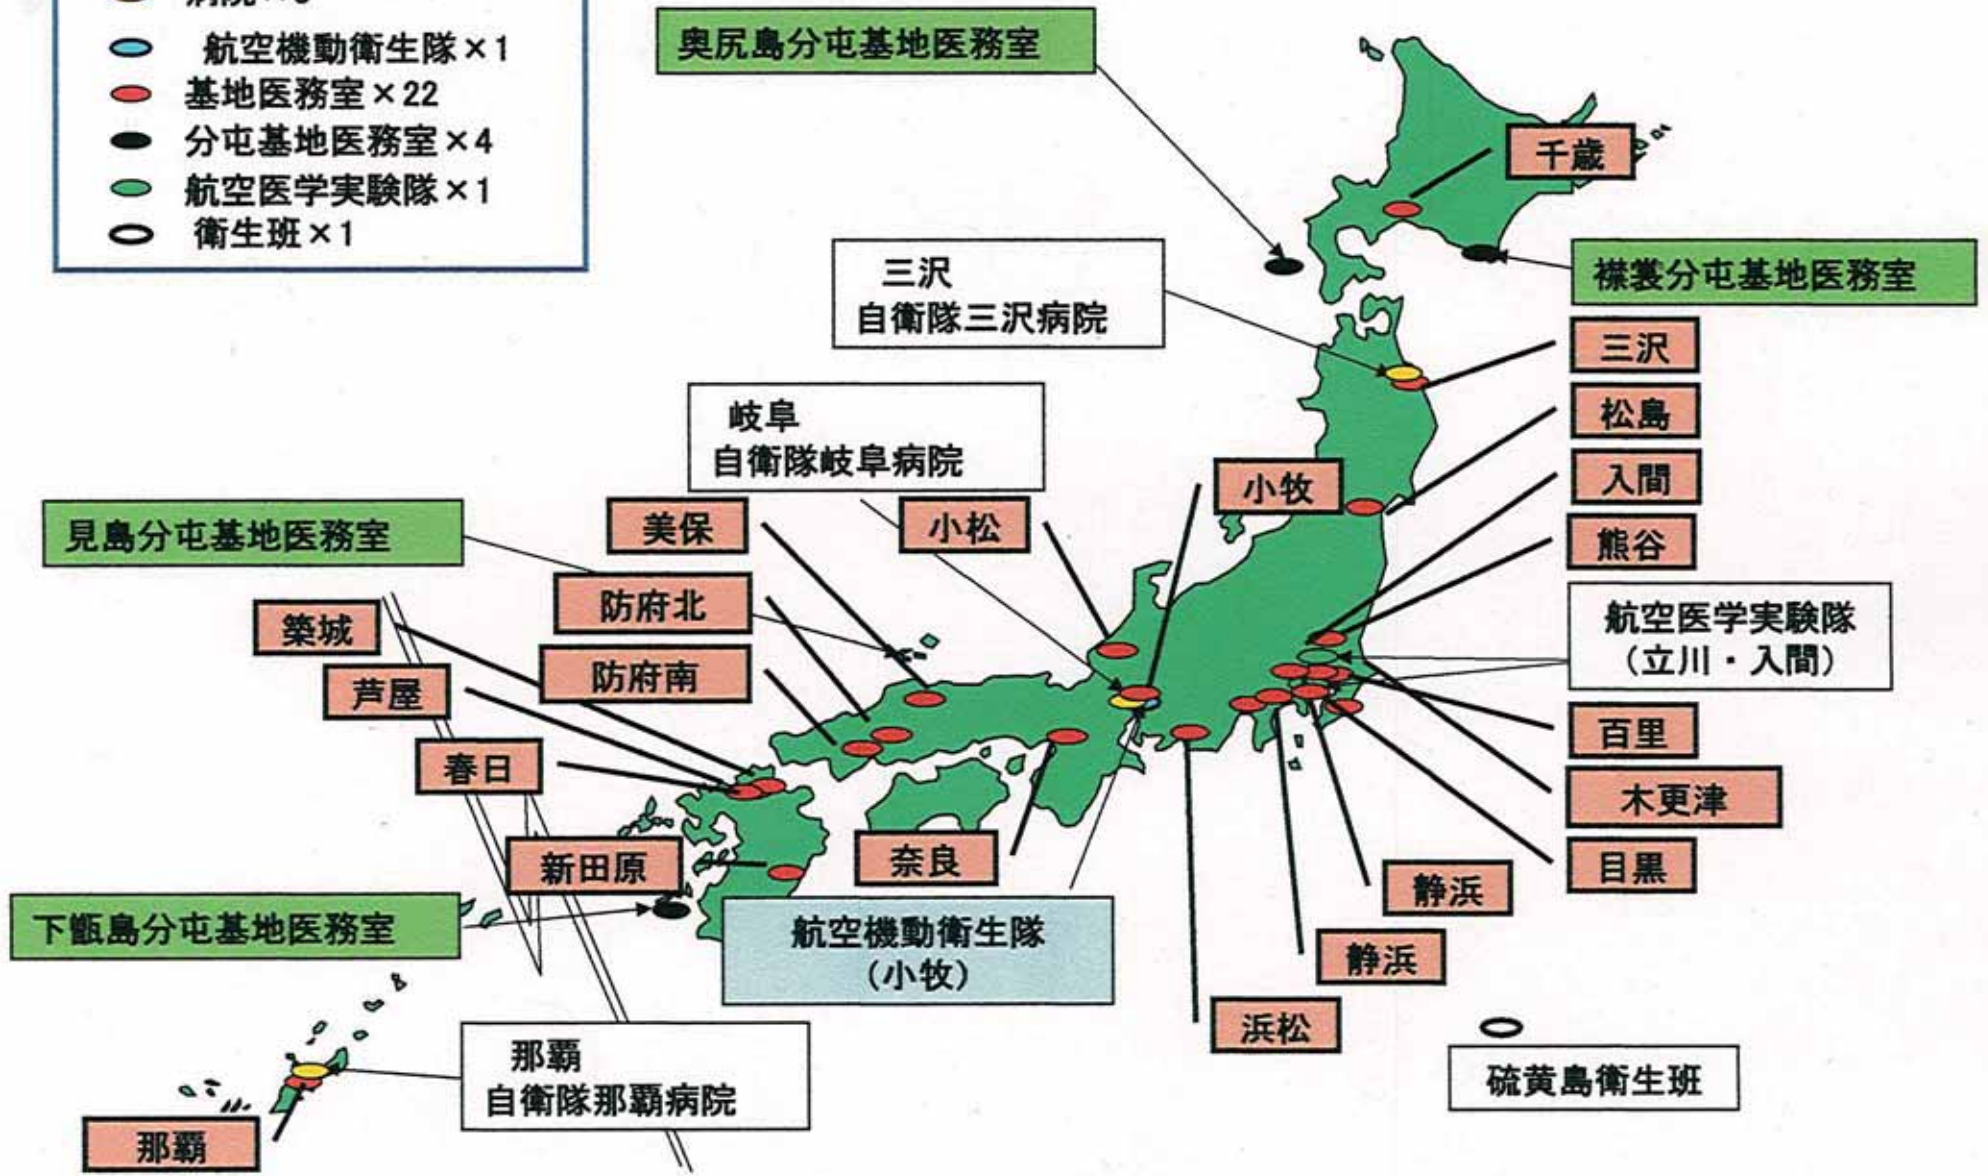 航空機動衛生隊×1
基地医務室×22
分屯基地医務室×4
航空医学実験隊×1
衛生班×1
奥尻島分屯基地医務室
千歳
襟裳分屯基地医務室
三沢
自衛隊三沢病院
三沢
松島
入間
熊谷
岐阜
自衛隊岐阜病院
小牧
小松
美保
見島分屯基地医務室
防府北
防府南
築城
芦屋
春日
航空医学実験隊
(立川・入間)
百里
木更津
目黒
新田原
奈良
静浜
静浜
浜松
下甑島分屯基地医務室
航空機動衛生隊
(小牧)
那覇
自衛隊那覇病院
那覇
硫黄島衛生班